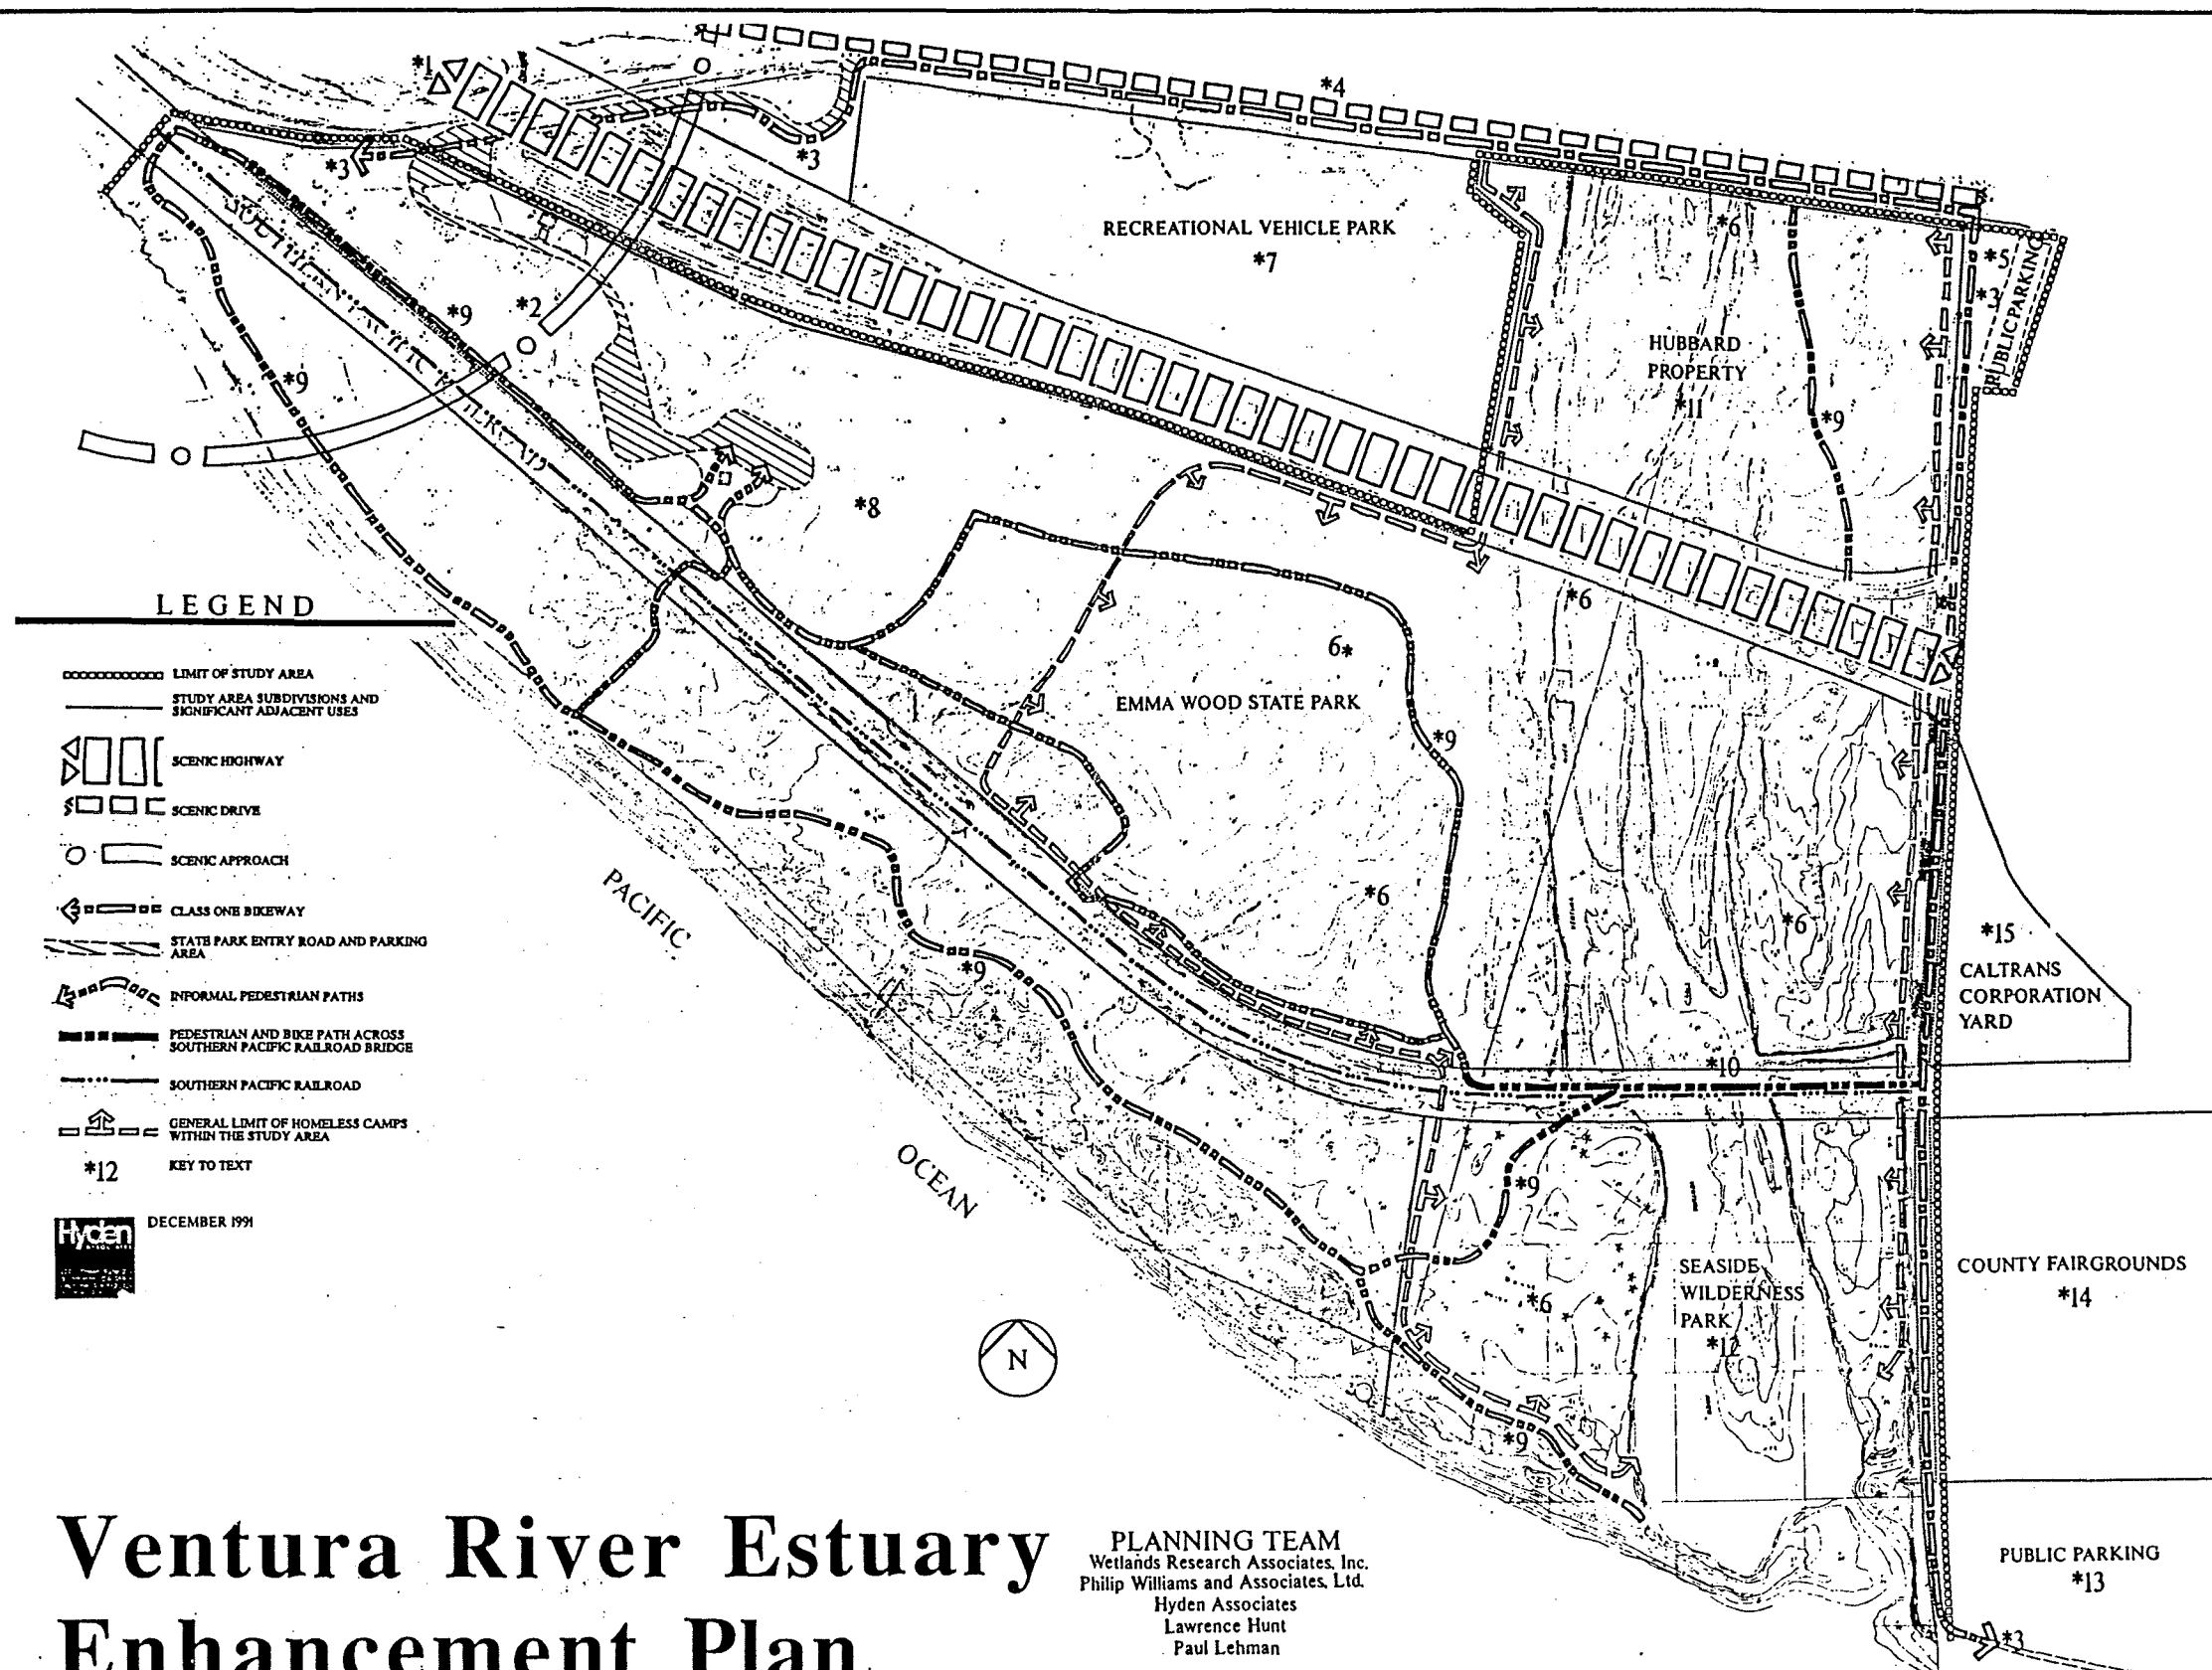 *1
*4
*3
*3
RECREATIONAL VEHICLE PARK
*7
*6
*5
*3
PUBLIC PARKING
*2
*9
*9
HUBBARD
PROPERTY
*11
*9
SOUTHERN PACIFIC RAILROAD
*8
*6
6*
EMMA WOOD STATE PARK
*9
*6
*6
*15
CALTRANS
CORPORATION
YARD
*9
*10
PACIFIC
OCEAN
*9
*6
SEASIDE
WILDERNESS
PARK
*12
COUNTY FAIRGROUNDS
*14
*9
PUBLIC PARKING
*13
*3
N
LEGEND
LIMIT OF STUDY AREA
STUDY AREA SUBDIVISIONS AND
SIGNIFICANT ADJACENT USES
SCENIC HIGHWAY
SCENIC DRIVE
SCENIC APPROACH
CLASS ONE BIKEWAY
STATE PARK ENTRY ROAD AND PARKING
AREA
INFORMAL PEDESTRIAN PATHS
PEDESTRIAN AND BIKE PATH ACROSS
SOUTHERN PACIFIC RAILROAD BRIDGE
SOUTHERN PACIFIC RAILROAD
GENERAL LIMIT OF HOMELESS CAMPS
WITHIN THE STUDY AREA
*12 KEY TO TEXT
Hyden
DECEMBER 1991
Ventura River Estuary
Enhancement Plan
PLANNING TEAM
Wetlands Research Associates, Inc.
Philip Williams and Associates, Ltd.
Hyden Associates
Lawrence Hunt
Paul Lehman